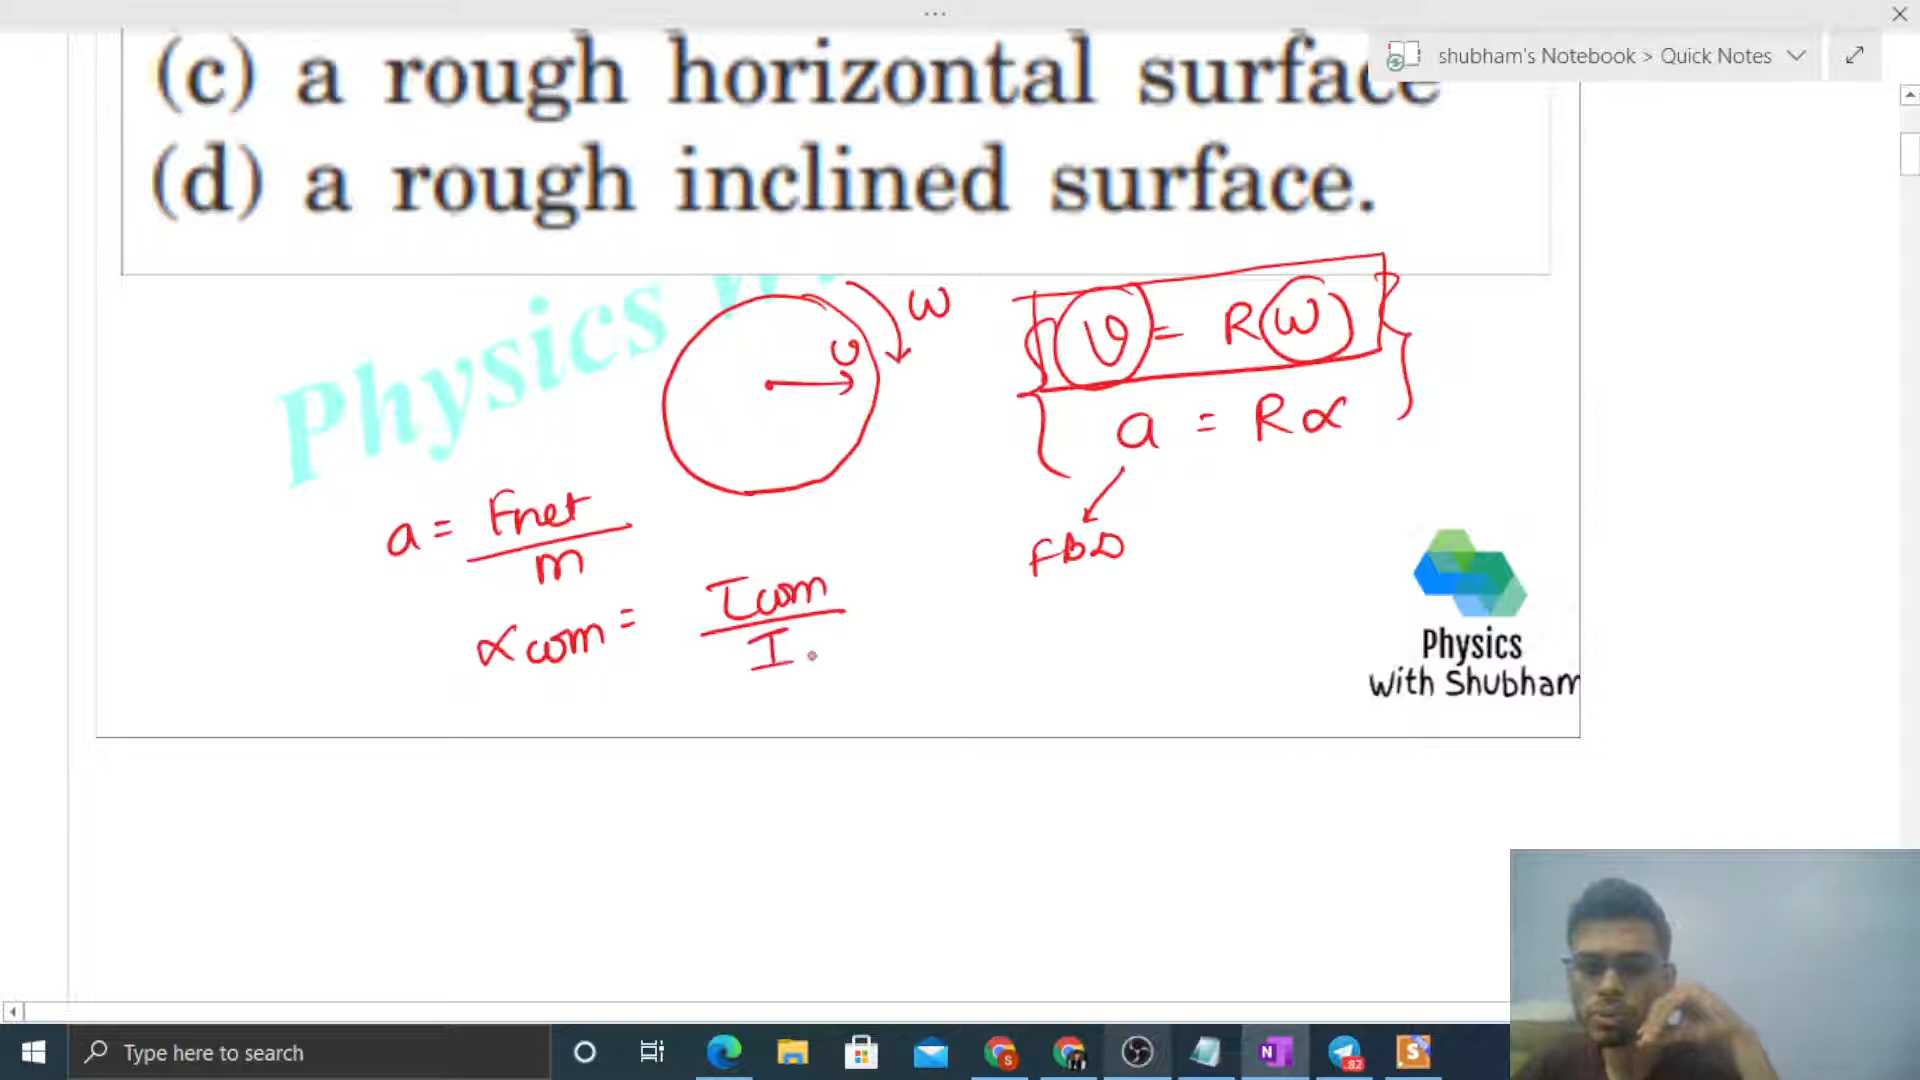 ...
shubham's Notebook > Quick Notes
(c) a rough horizontal surface
(d) a rough inclined surface.
Physics
ω
υ
υ = Rω
a = Rα
FBD
a = Fnet
m
αcom = τcom
I
Physics
With Shubham
Type here to search
S
N
82
S